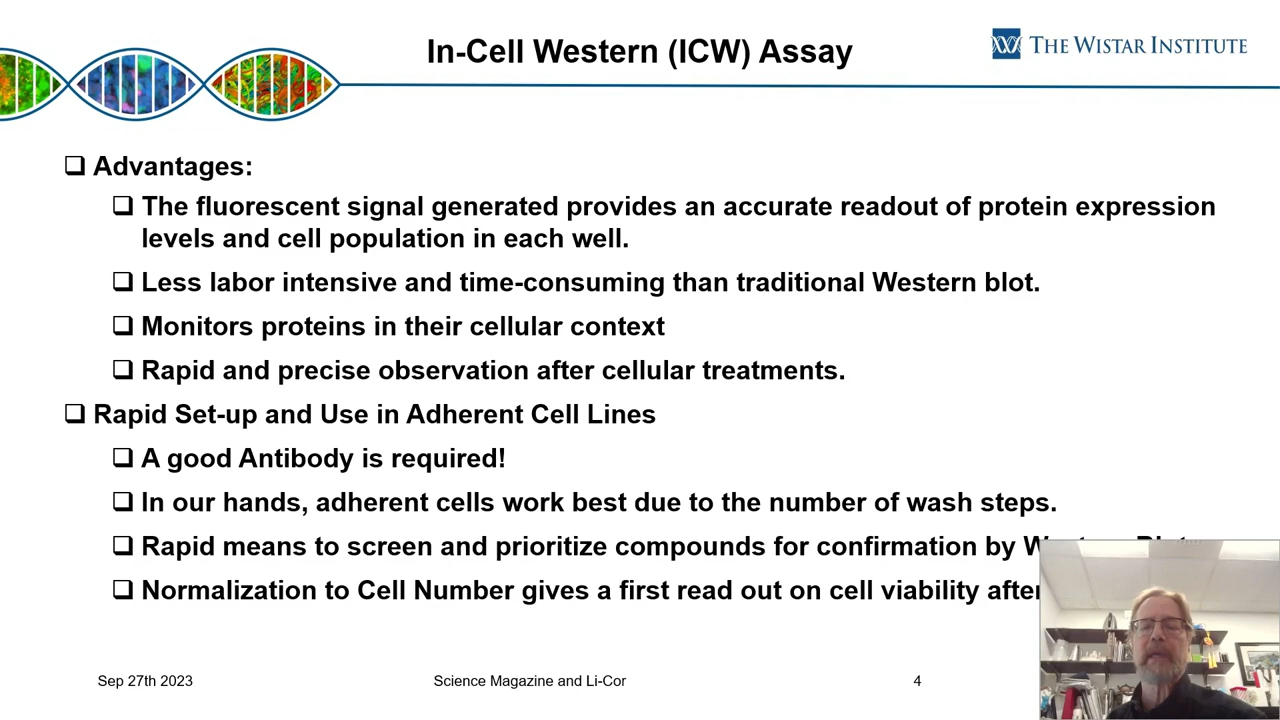 In-Cell Western (ICW) Assay
THE WISTAR INSTITUTE
Advantages:
The fluorescent signal generated provides an accurate readout of protein expression
levels and cell population in each well.
Less labor intensive and time-consuming than traditional Western blot.
Monitors proteins in their cellular context
Rapid and precise observation after cellular treatments.
Rapid Set-up and Use in Adherent Cell Lines
A good Antibody is required!
In our hands, adherent cells work best due to the number of wash steps.
Rapid means to screen and prioritize compounds for confirmation by
Normalization to Cell Number gives a first read out on cell viability after
Sep 27th 2023
Science Magazine and Li-Cor
4